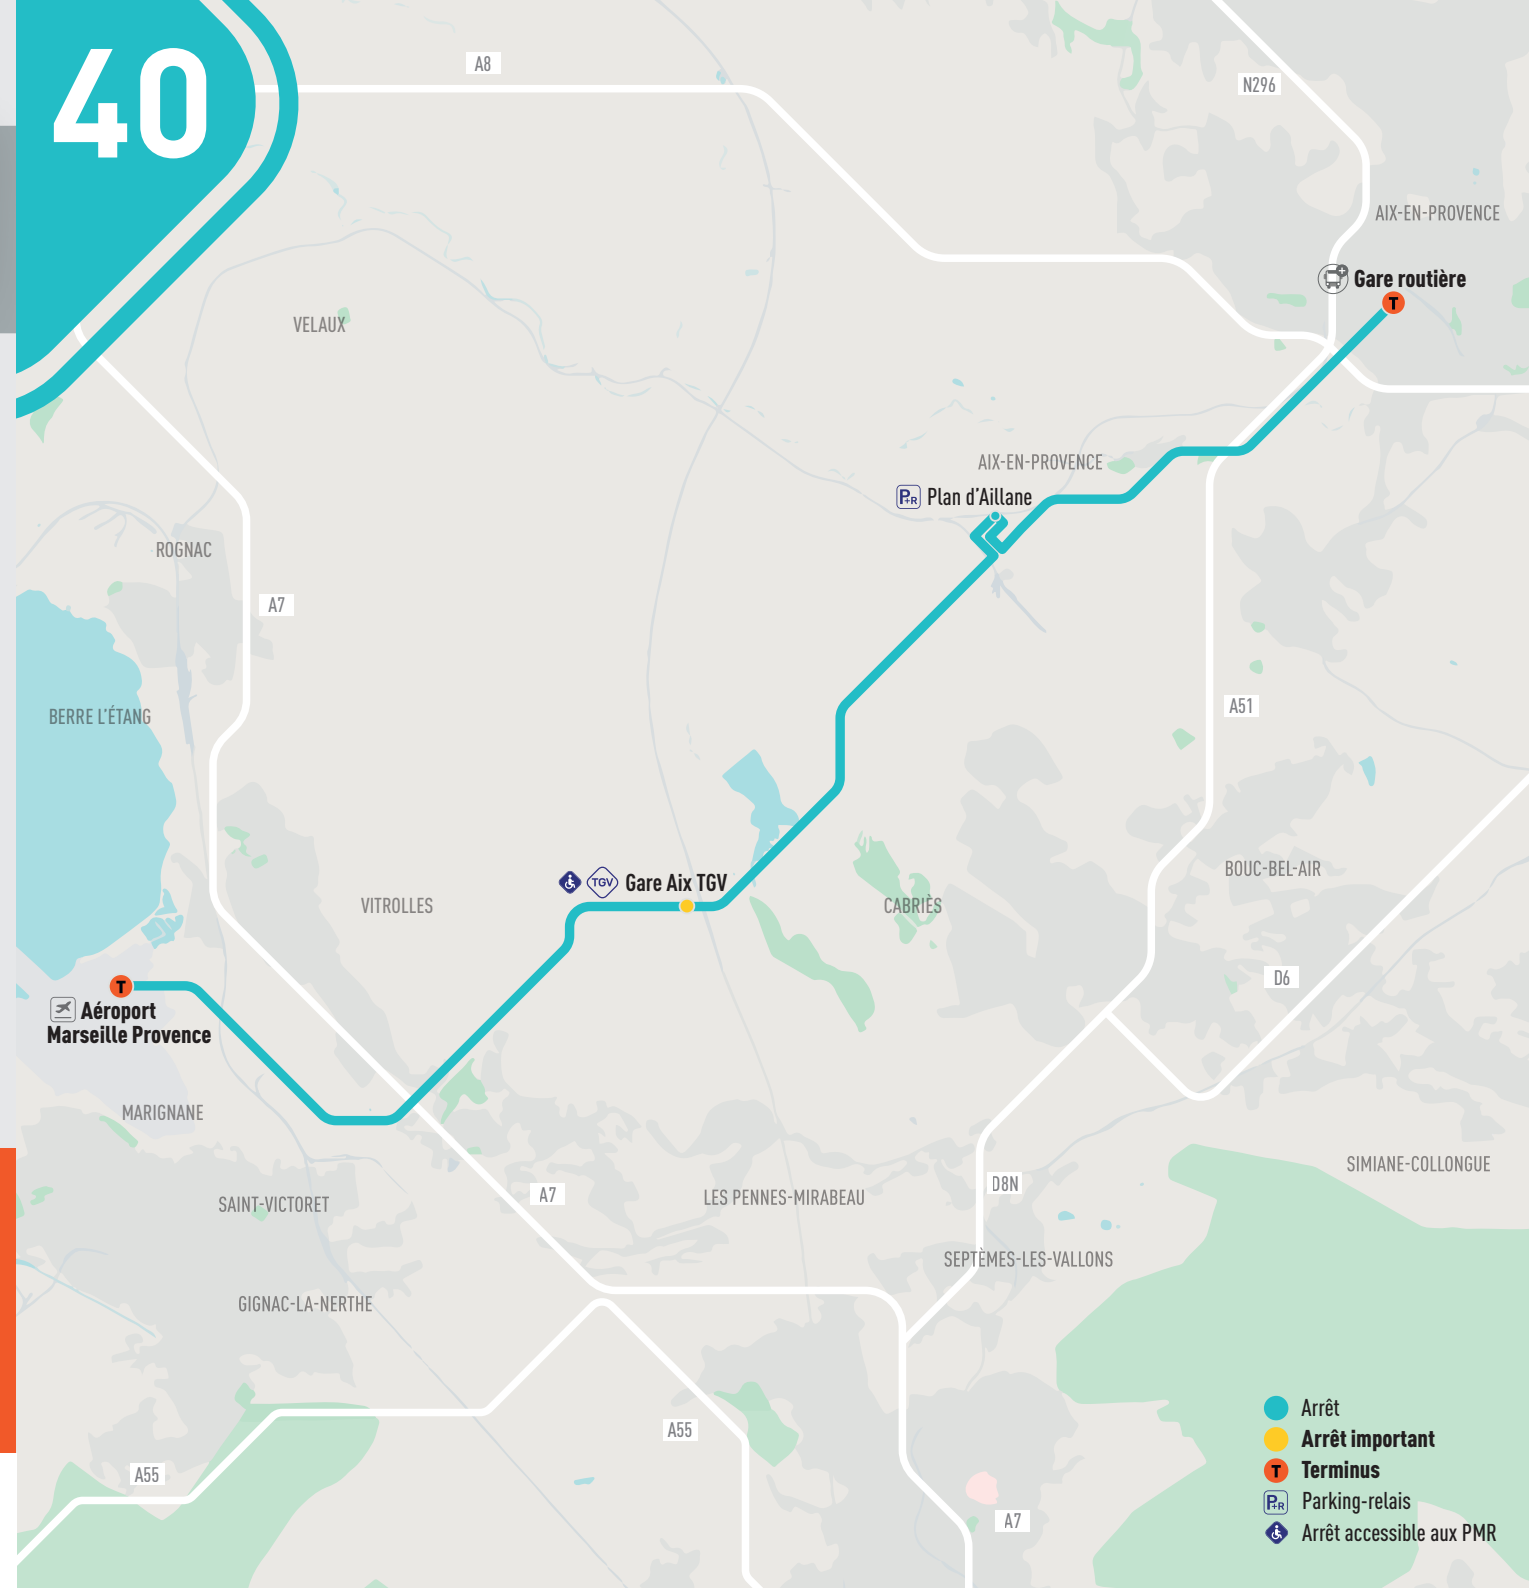 40
A8
N296
AIX-EN-PROVENCE
Gare routière
T
VELAUX
AIX-EN-PROVENCE
P+R Plan d'Aillane
ROGNAC
A7
BERRE L'ÉTANG
A51
BOUC-BEL-AIR
TGV Gare Aix TGV
VITROLLES
CABRIÈS
D6
T
Aéroport
Marseille Provence
MARIGNANE
SIMIANE-COLLONGUE
D8N
A7
LES PENNES-MIRABEAU
SAINT-VICTORET
SEPTÈMES-LES-VALLONS
GIGNAC-LA-NERTHE
A55
A55
A7
Arrêt
Arrêt important
T Terminus
P+R Parking-relais
Arrêt accessible aux PMR